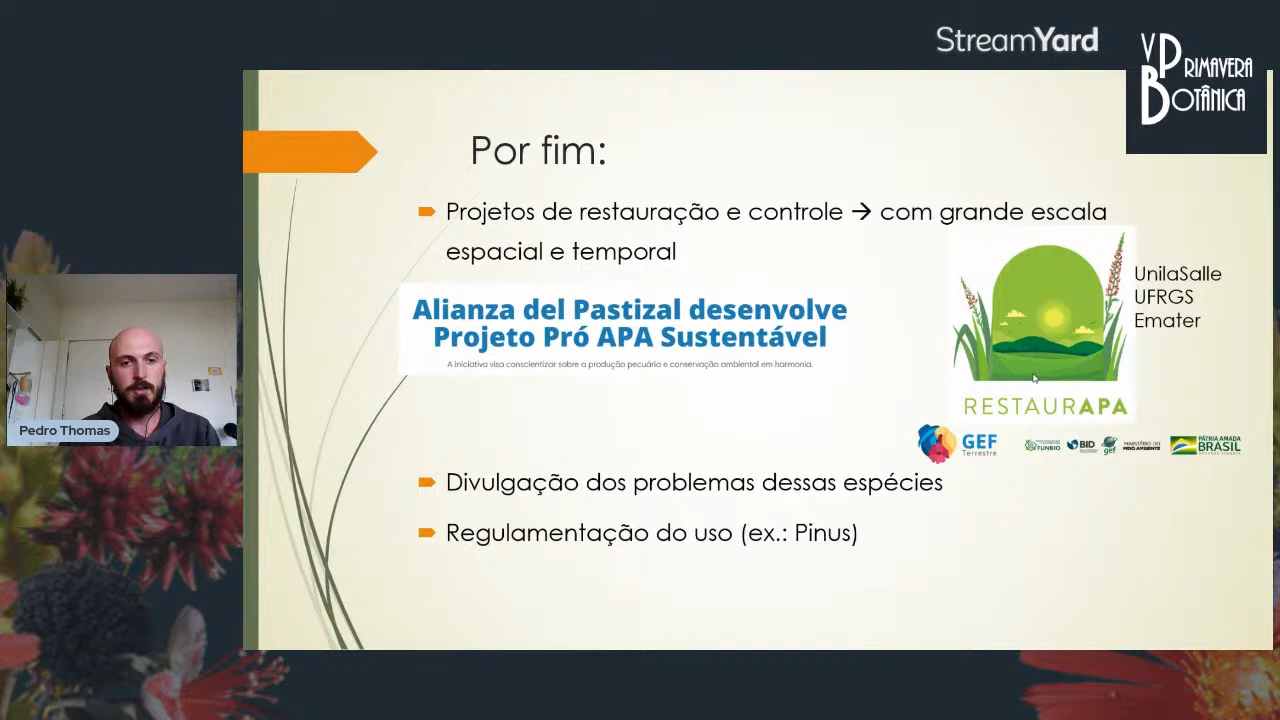 StreamYard
V PRIMAVERA
BOTÂNICA
Por fim:
Projetos de restauração e controle → com grande escala
espacial e temporal
Alianza del Pastizal desenvolve
Projeto Pró APA Sustentável
A iniciativa visa conscientizar sobre a produção pecuária e conservação ambiental em harmonia.
UnilaSalle
UFRGS
Emater
RESTAURAPA
GEF
Terrestre
FUNBIO
BID
gef
MINISTÉRIO DO
MEIO AMBIENTE
PÁTRIA AMADA
BRASIL
Divulgação dos problemas dessas espécies
Regulamentação do uso (ex.: Pinus)
Pedro Thomas